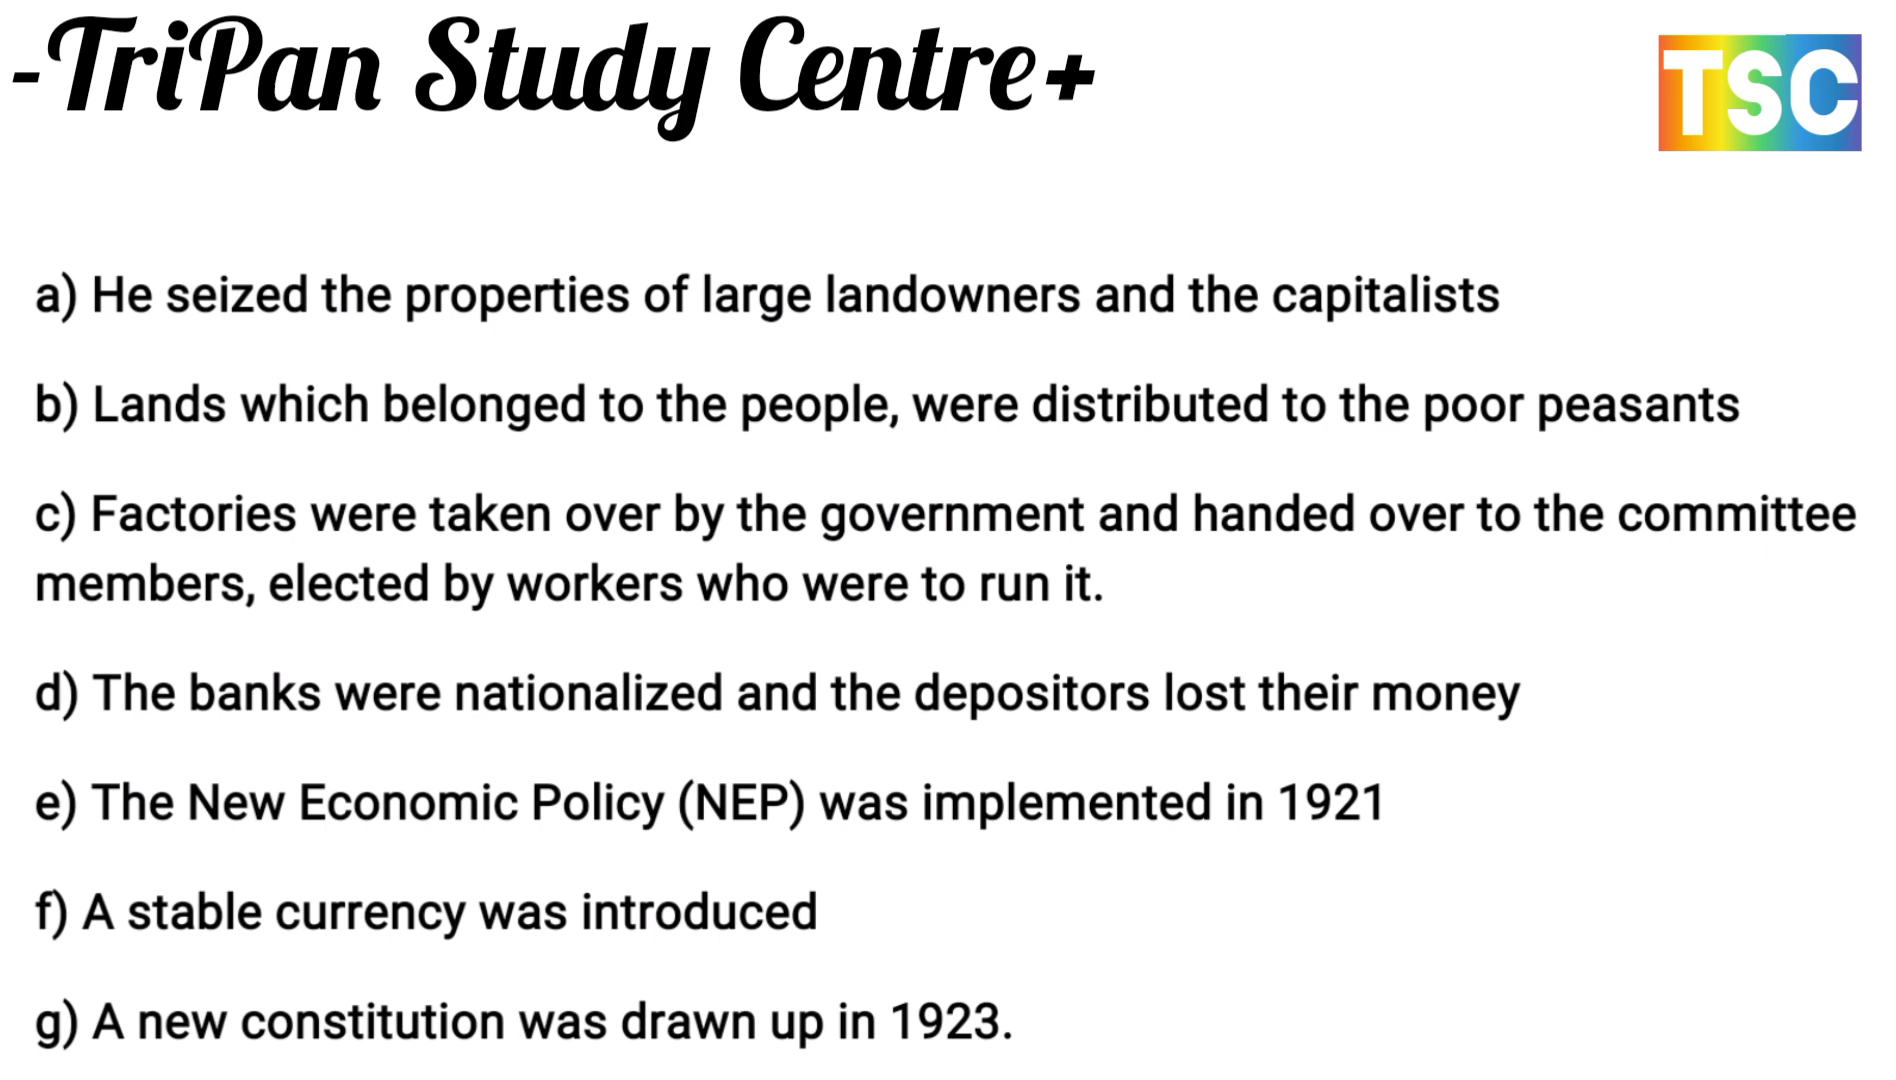 -TriPan Study Centre+
TSC
a) He seized the properties of large landowners and the capitalists
b) Lands which belonged to the people, were distributed to the poor peasants
c) Factories were taken over by the government and handed over to the committee
members, elected by workers who were to run it.
d) The banks were nationalized and the depositors lost their money
e) The New Economic Policy (NEP) was implemented in 1921
f) A stable currency was introduced
g) A new constitution was drawn up in 1923.